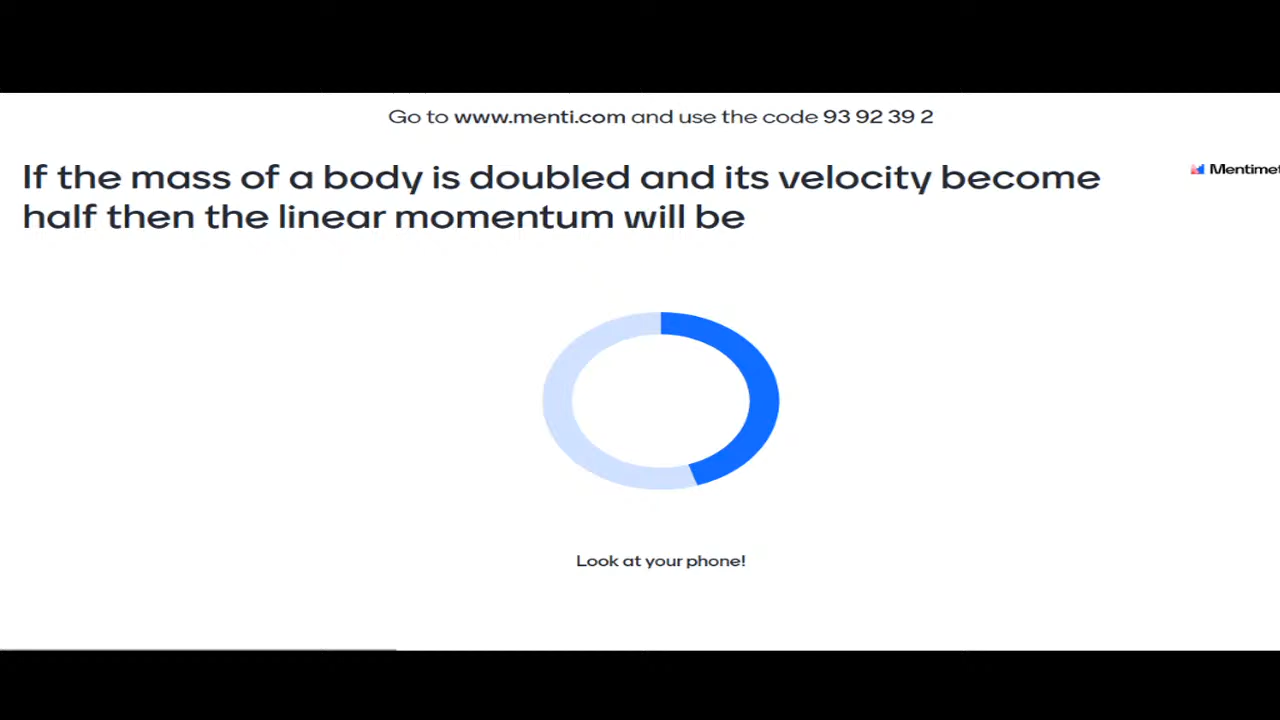 Go to www.menti.com and use the code 93 92 39 2
If the mass of a body is doubled and its velocity become
Mentimet
half then the linear momentum will be
Look at your phone!